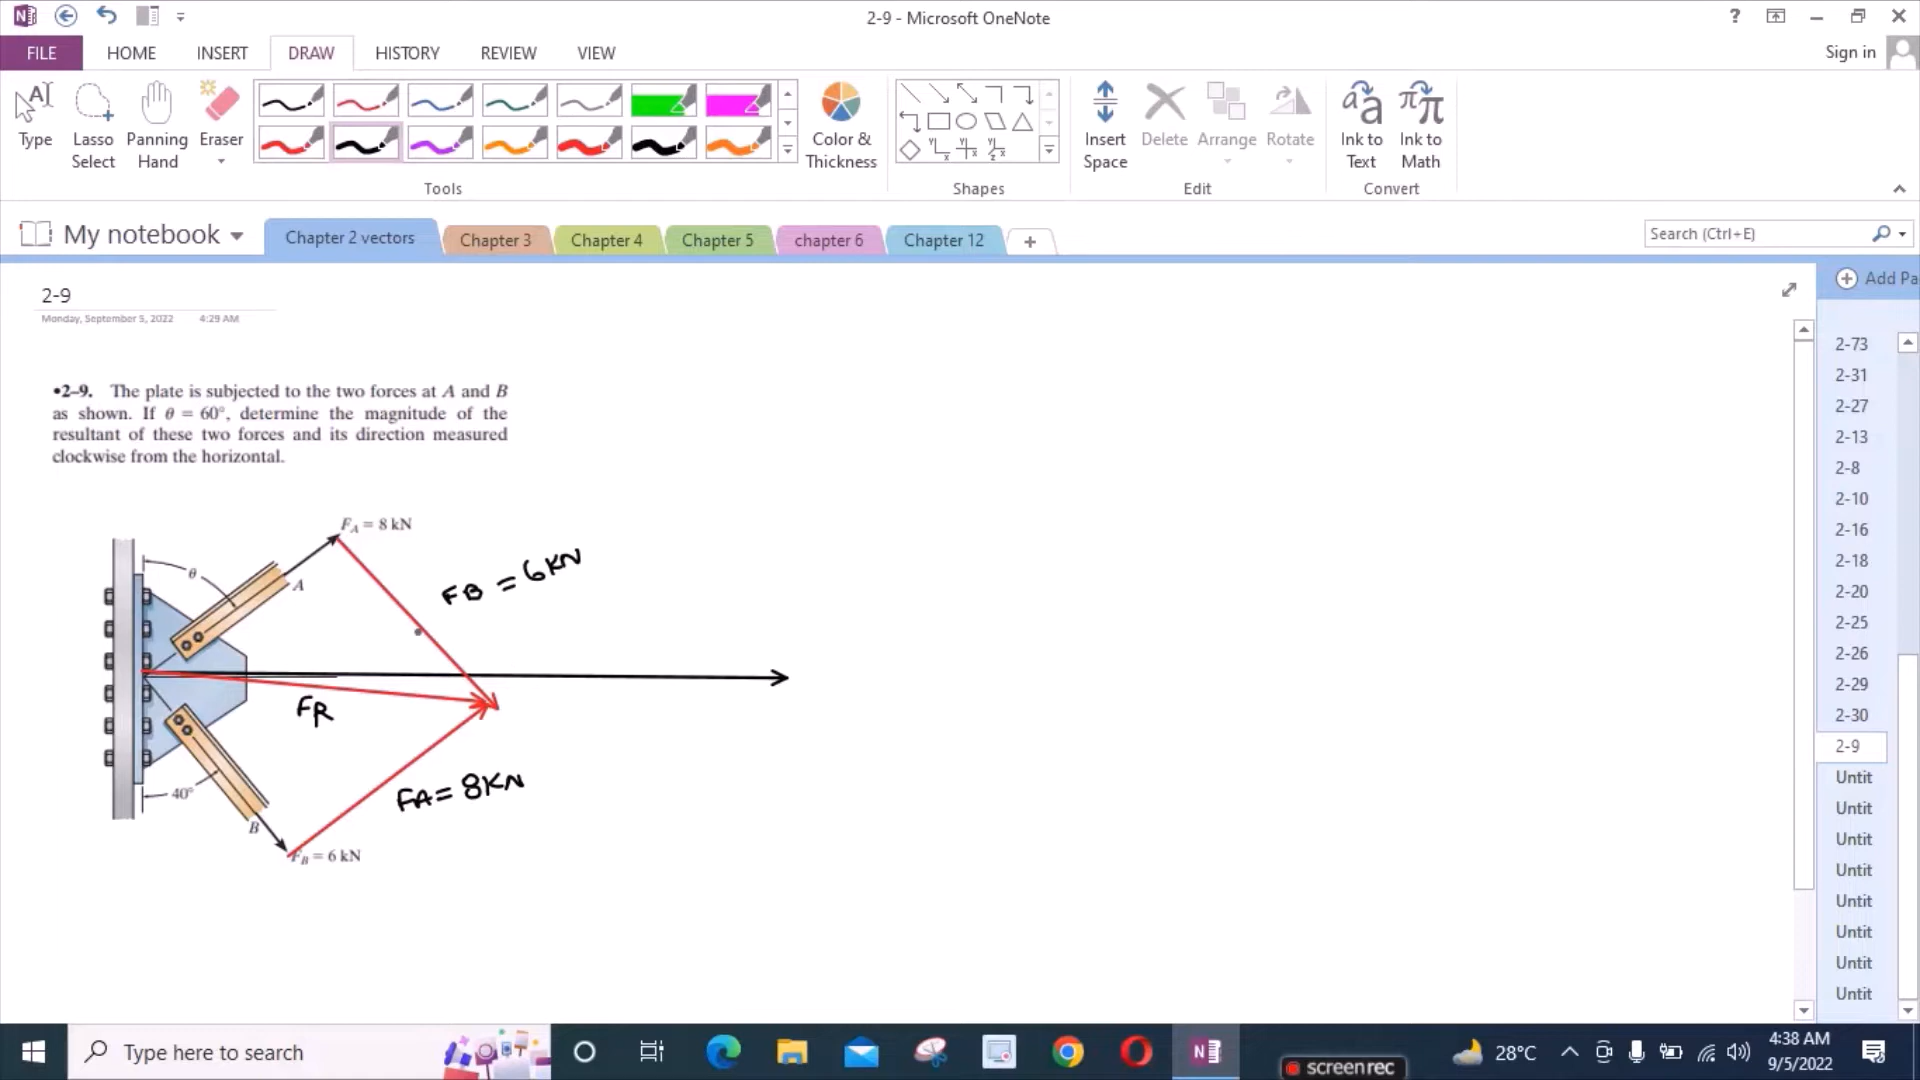 2-9 - Microsoft OneNote
?
FILE
HOME
INSERT
DRAW
HISTORY
REVIEW
VIEW
Sign in
Type
Lasso
Select
Panning
Hand
Eraser
Color &
Thickness
Insert
Space
Delete
Arrange
Rotate
Ink to
Text
Ink to
Math
Tools
Shapes
Edit
Convert
My notebook
Chapter 2 vectors
Chapter 3
Chapter 4
Chapter 5
chapter 6
Chapter 12
Search (Ctrl+E)
Add Pa
2-9
Monday, September 5, 2022 4:29 AM
•2–9. The plate is subjected to the two forces at A and B
as shown. If θ = 60°, determine the magnitude of the
resultant of these two forces and its direction measured
clockwise from the horizontal.
FA = 8 kN
θ
A
FB = 6KN
FR
40°
FA = 8KN
B
FB = 6 kN
2-73
2-31
2-27
2-13
2-8
2-10
2-16
2-18
2-20
2-25
2-26
2-29
2-30
2-9
Untit
Untit
Untit
Untit
Untit
Untit
Untit
Untit
Type here to search
screenrec
28°C
4:38 AM
9/5/2022